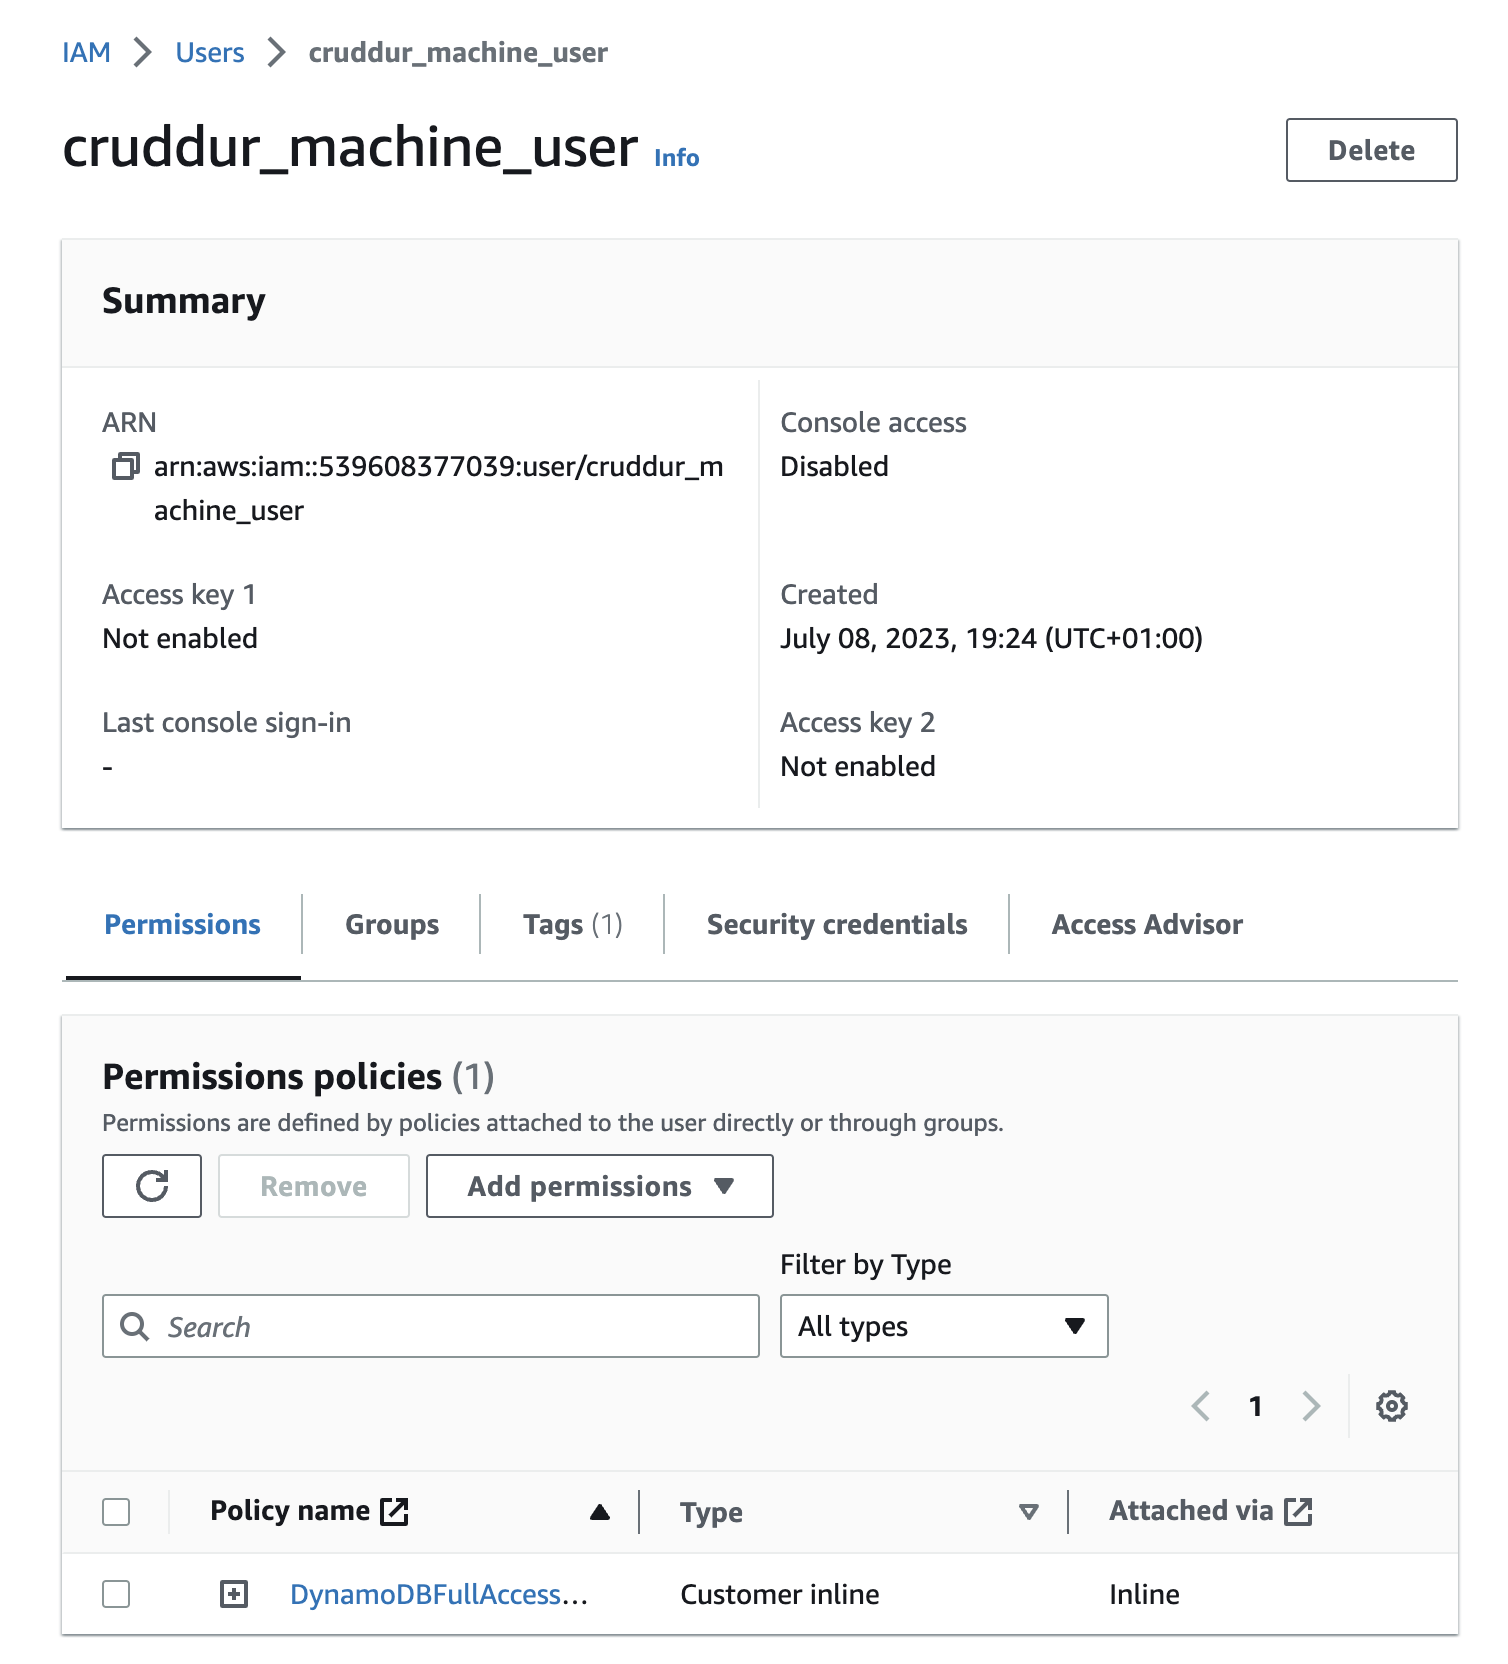 IAM > Users > cruddur_machine_user
cruddur_machine_user Info
Delete
Summary
ARN
arn:aws:iam::539608377039:user/cruddur_m
achine_user
Console access
Disabled
Access key 1
Not enabled
Created
July 08, 2023, 19:24 (UTC+01:00)
Last console sign-in
-
Access key 2
Not enabled
Permissions
Groups
Tags (1)
Security credentials
Access Advisor
Permissions policies (1)
Permissions are defined by policies attached to the user directly or through groups.
Remove
Add permissions
Filter by Type
Search
All types
1
Policy name
Type
Attached via
DynamoDBFullAccess...
Customer inline
Inline